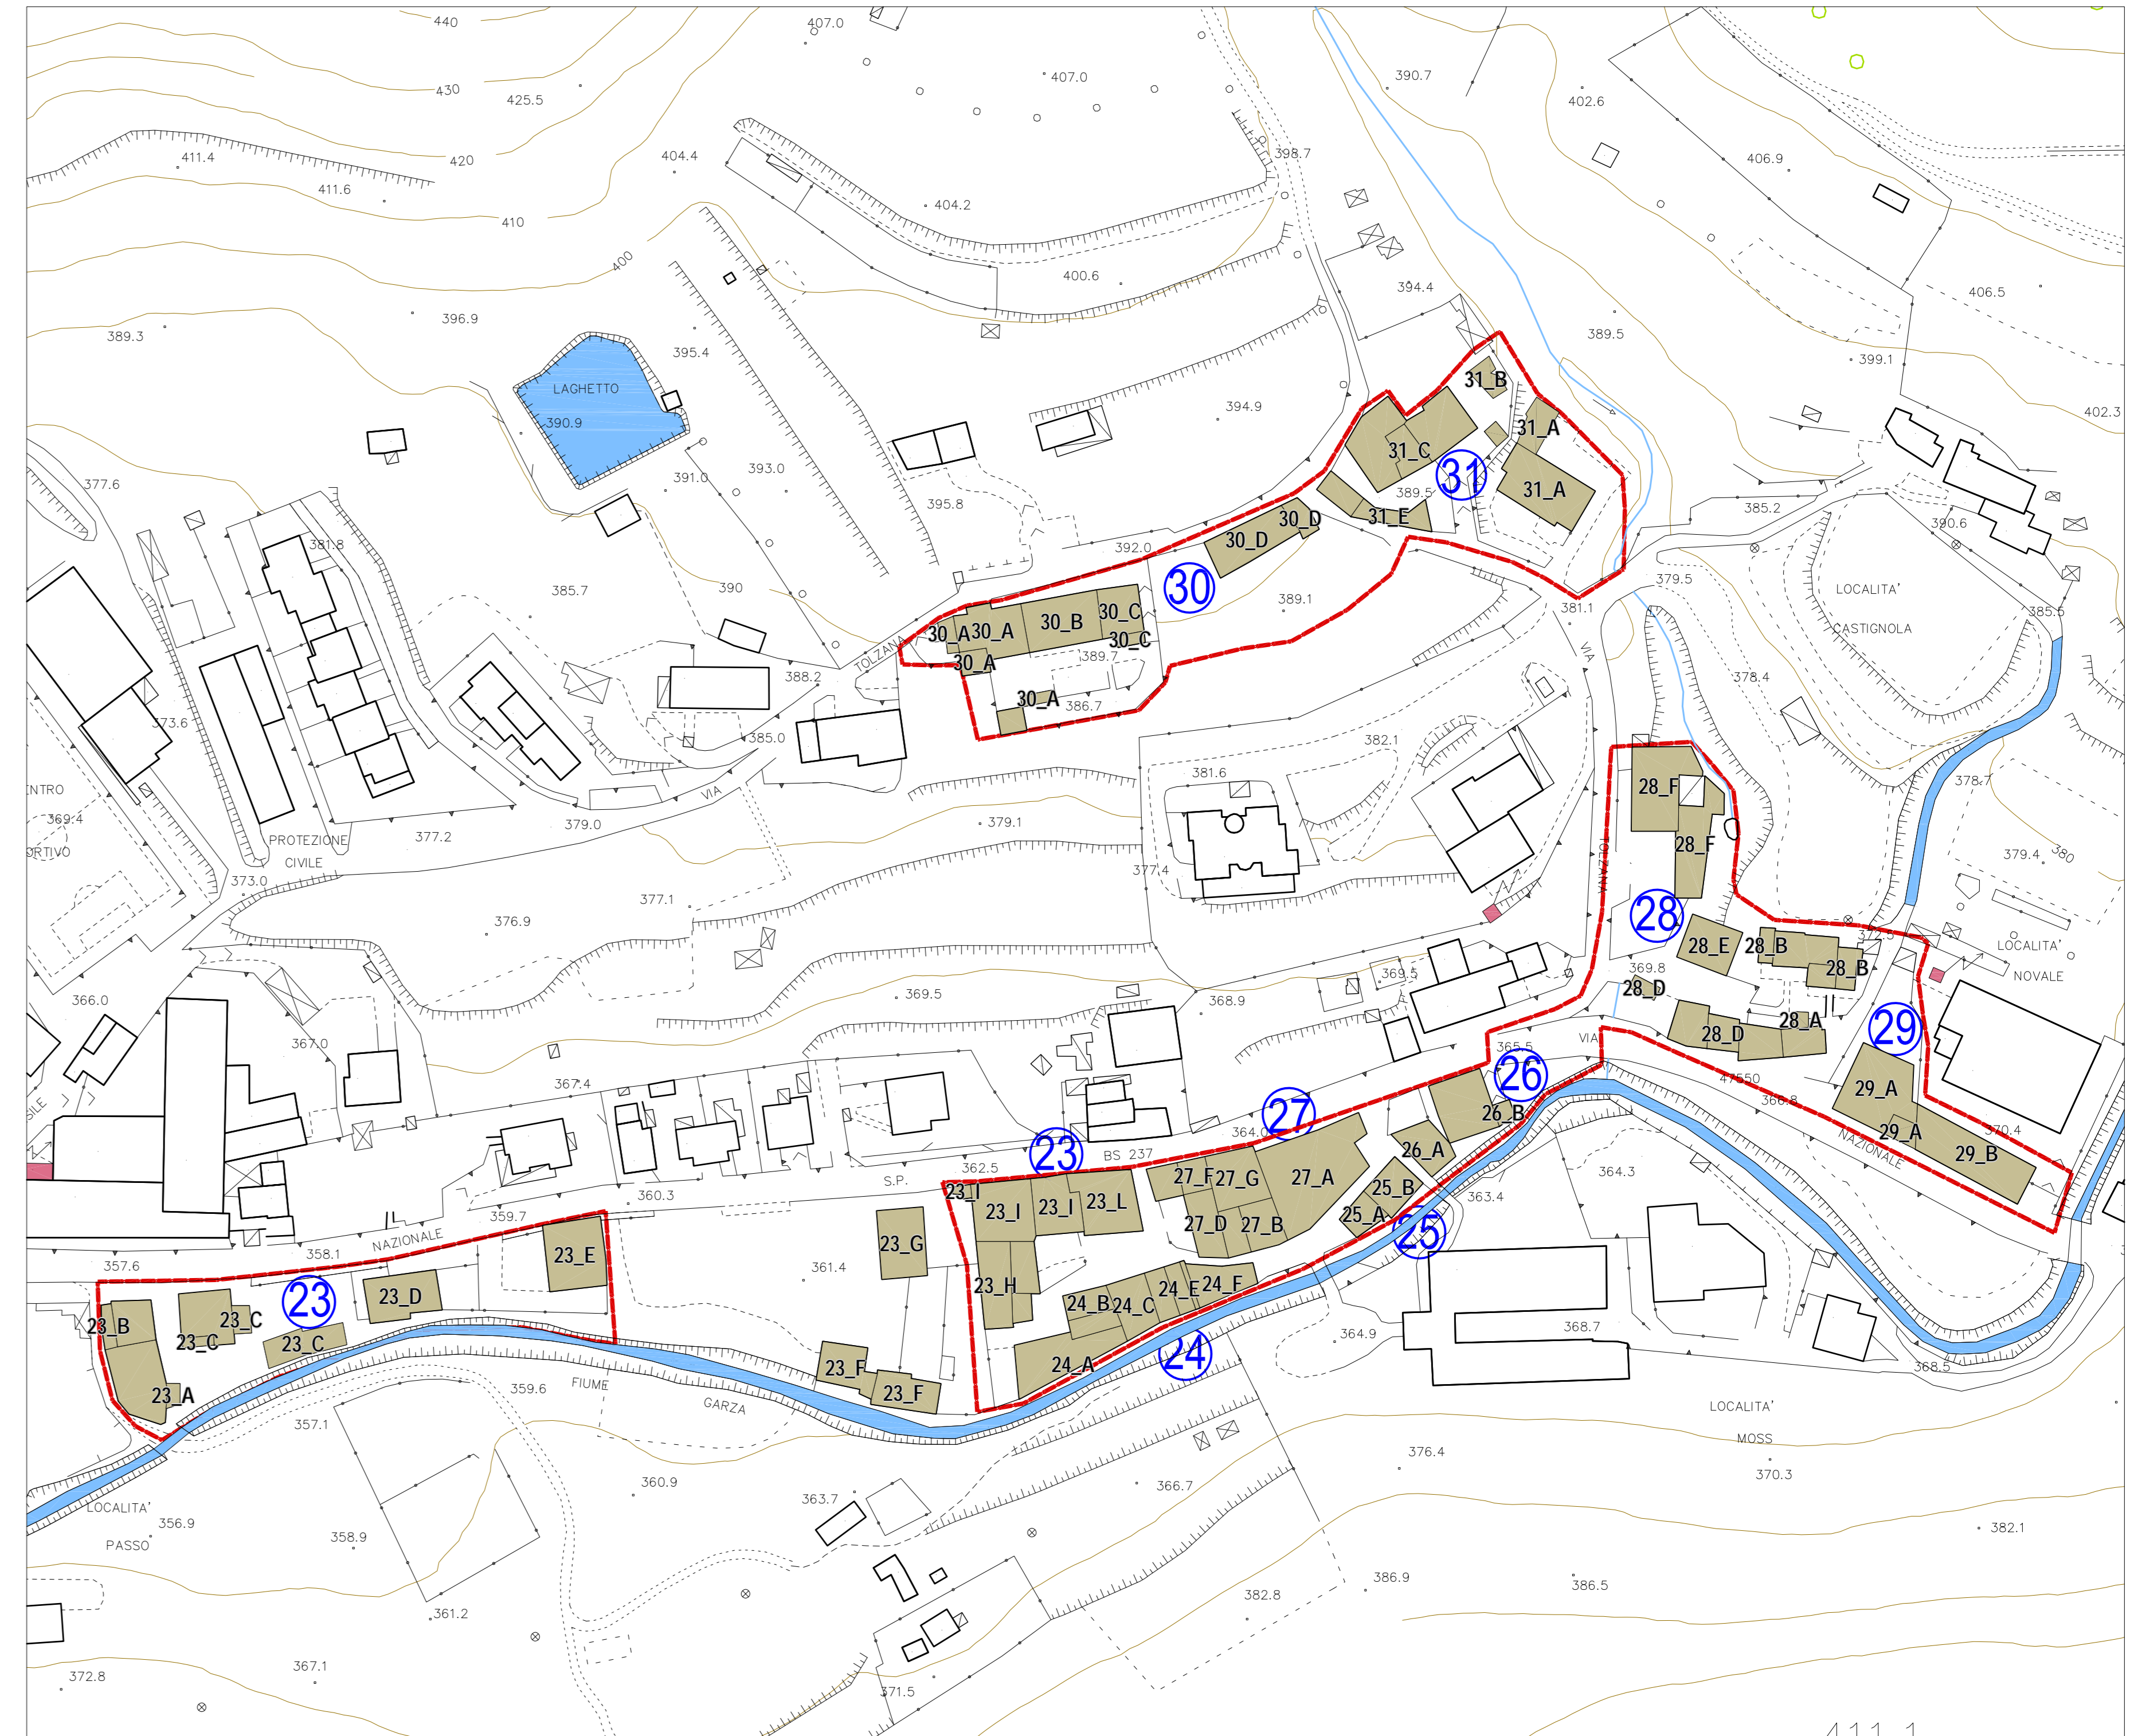 440
407.0
430
425.5
407.0
390.7
402.6
411.4
420
404.4
398.7
406.9
411.6
410
404.2
400
400.6
394.4
406.5
389.3
396.9
395.4
389.5
399.1
LAGHETTO
390.9
31_B
394.9
31_A
402.3
31_C
31
377.6
391.0
393.0
395.8
389.5
31_A
385.2
31_E
30_D
390.6
381.8
30_D
392.0
385.7
390
30
379.5
LOCALITA'
389.1
381.1
385.5
30_C
30_B
30_A
30_A
30_C
CASTIGNOLA
TOLZANA
389.7
30_A
VIA
388.2
378.4
30_A
386.7
373.6
385.0
382.1
381.6
378.7
28_F
ENTRO
VIA
369.4
379.0
379.1
PROTEZIONE
377.2
28_F
ORTIVO
CIVILE
379.4
380
377.4
373.0
377.1
376.9
28
372.5
28_E
28_B
LOCALITA'
369.5
369.8
28_B
NOVALE
28_D
366.0
369.5
368.9
28_A
29
367.0
28_D
365.5
VIA
26
367.4
47550
29_A
366.8
27
26_B
364.0
29_A
370.4
23
BS 237
26_A
NAZIONALE
29_B
362.5
S.P.
364.3
27_F
27_G
27_A
23_I
25_B
360.3
363.4
23_I
23_I
23_L
359.7
25_A
27_D
27_B
25
NAZIONALE
358.1
23_G
23_E
357.6
361.4
23_H
24_E
24_F
23_D
23
24_B
24_C
23_B
23_C
23_C
23_C
364.9
368.7
24
24_A
23_F
368.5
FIUME
359.6
23_F
23_A
GARZA
LOCALITA'
357.1
MOSS
376.4
370.3
360.9
366.7
363.7
LOCALITA'
356.9
382.1
358.9
PASSO
386.9
386.5
382.8
361.2
367.1
372.8
371.5